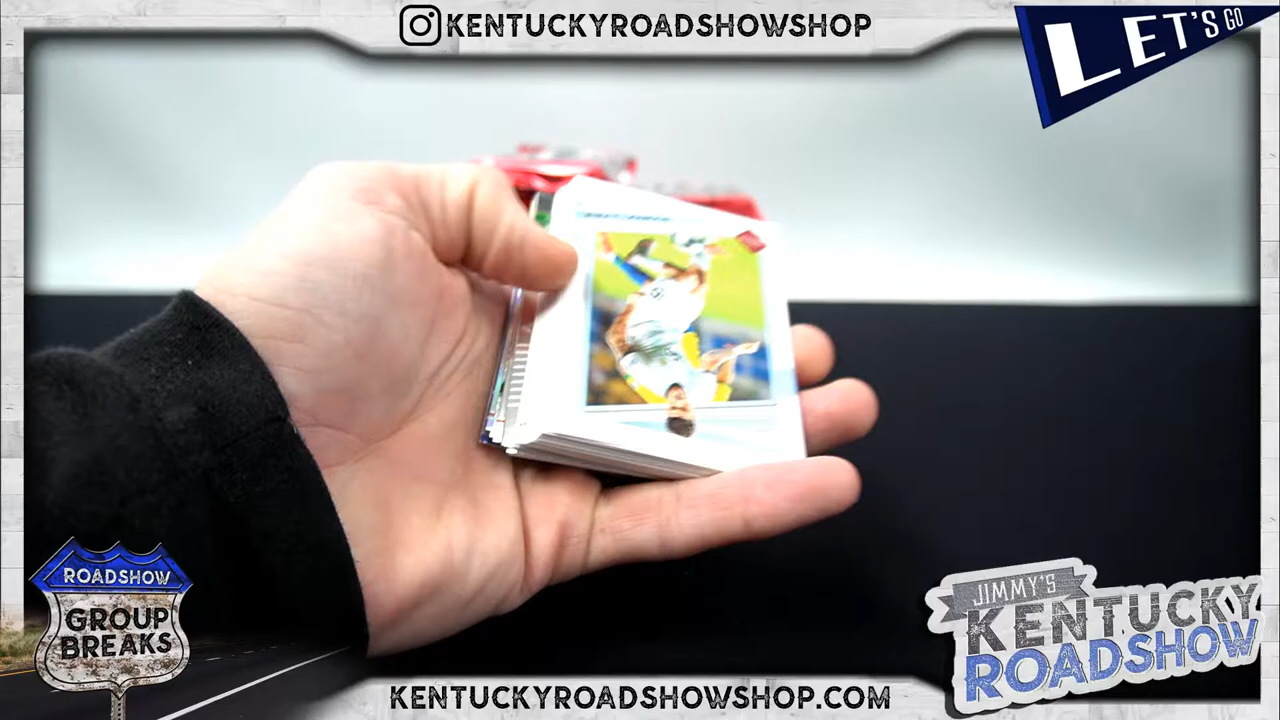 KENTUCKYROADSHOWSHOP
LET'S GO
ROADSHOW
GROUP
BREAKS
JIMMY'S
KENTUCKY
ROADSHOW
KENTUCKYROADSHOWSHOP.COM